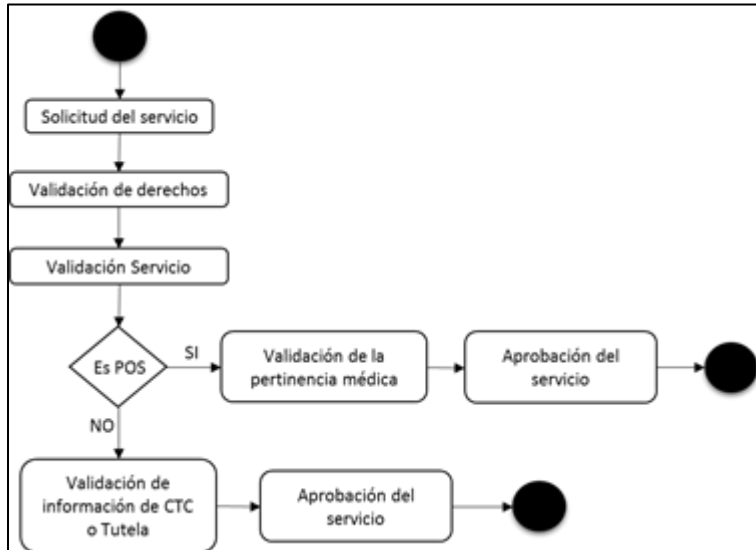 Solicitud del servicio
Validación de derechos
Validación Servicio
Es POS
SI
Validación de la
pertinencia médica
Aprobación del
servicio
NO
Validación de
información de CTC
o Tutela
Aprobación del
servicio